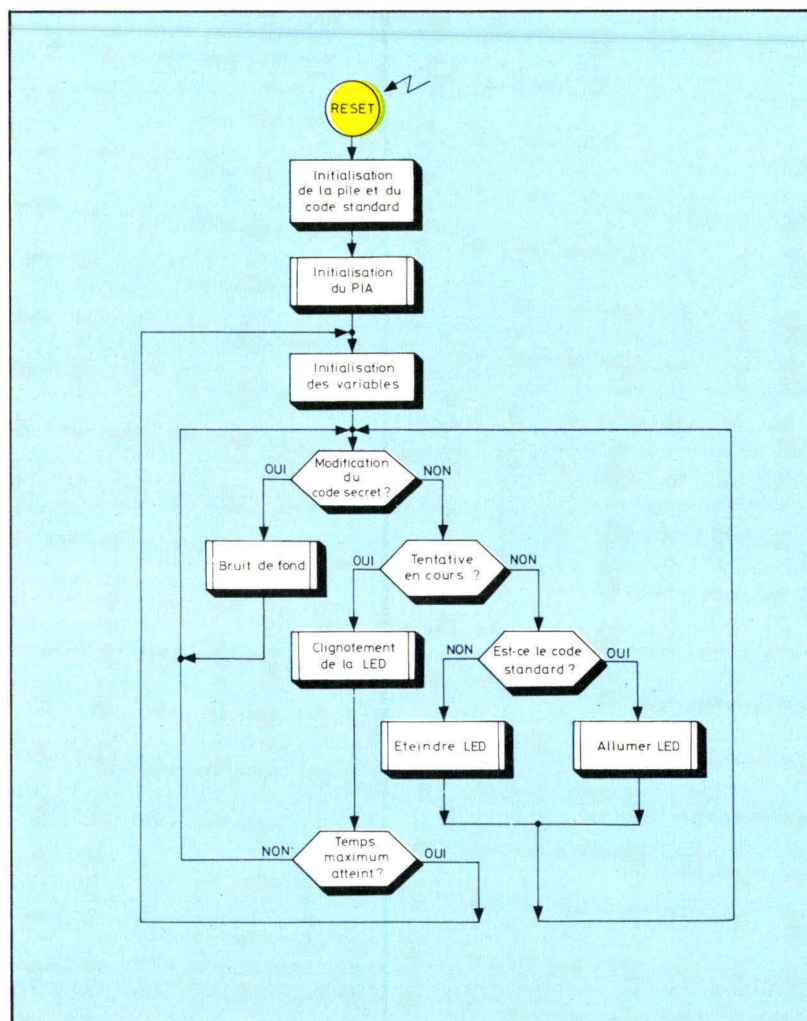 RESET
Initialisation
de la pile et du
code standard
Initialisation
du PIA
Initialisation
des variables
OUI
Modification
du
code secret ?
NON
Bruit de fond
OUI
Tentative
en cours ?
NON
Clignotement
de la LED
NON
Est-ce le code
standard ?
OUI
Eteindre LED
Allumer LED
NON
Temps
maximum
atteint ?
OUI